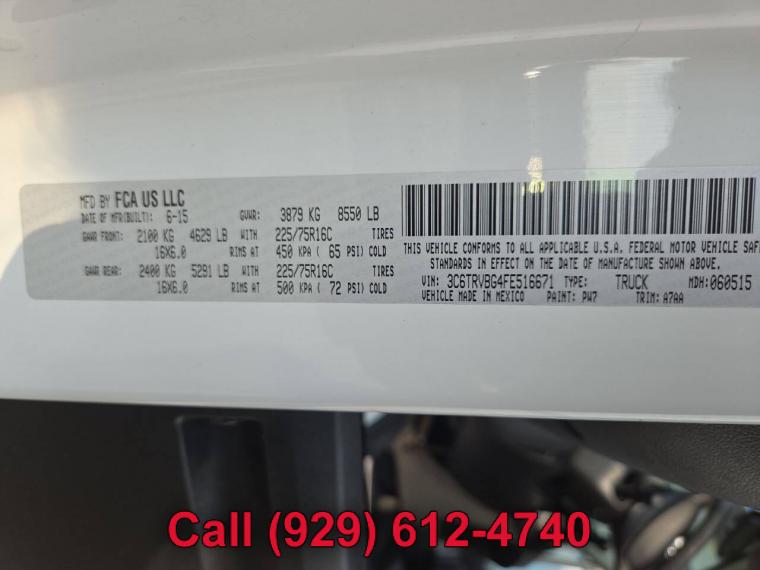 MFD BY FCA US LLC
DATE OF MFR(BUILT): 6-15 GVWR: 3879 KG 8550 LB
GAWR FRONT: 2100 KG 4629 LB WITH 225/75R16C TIRES
16X6.0 RIMS AT 450 KPA ( 65 PSI) COLD
GAWR REAR: 2400 KG 5291 LB WITH 225/75R16C TIRES
16X6.0 RIMS AT 500 KPA ( 72 PSI) COLD
THIS VEHICLE CONFORMS TO ALL APPLICABLE U.S.A. FEDERAL MOTOR VEHICLE SAFE
STANDARDS IN EFFECT ON THE DATE OF MANUFACTURE SHOWN ABOVE.
VIN: 3C6TRVBG4FE516671 TYPE: TRUCK MDH:060515
VEHICLE MADE IN MEXICO PAINT: PW7 TRIM: A7AA
Call (929) 612-4740